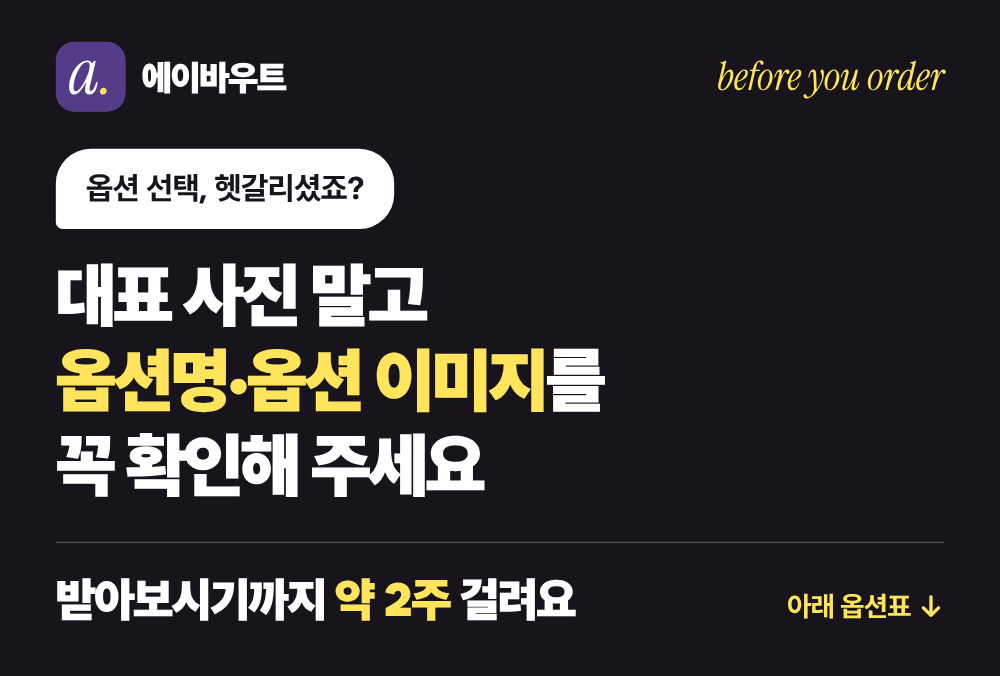 a. 에이바우트
before you order
옵션 선택, 헷갈리셨죠?
대표 사진 말고
옵션명·옵션 이미지를
꼭 확인해 주세요
받아보시기까지 약 2주 걸려요
아래 옵션표 ↓